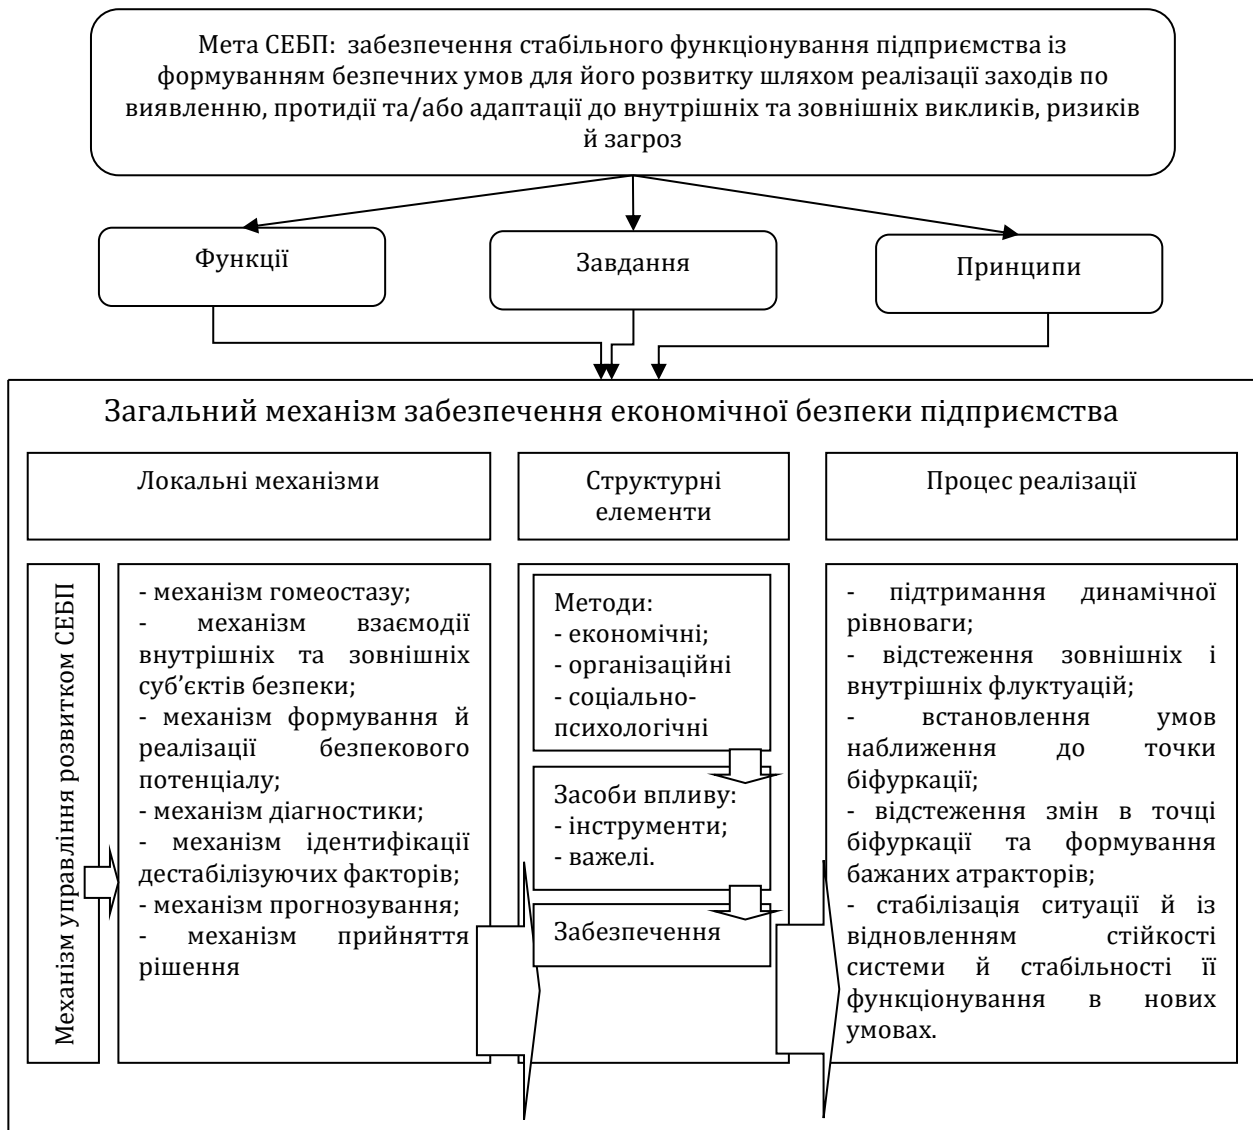 Мета СЕБП: забезпечення стабільного функціонування підприємства із
формуванням безпечних умов для його розвитку шляхом реалізації заходів по
виявленню, протидії та/або адаптації до внутрішніх та зовнішніх викликів, ризиків
й загроз
Функції
Завдання
Принципи
Загальний механізм забезпечення економічної безпеки підприємства
Локальні механізми
Структурні
елементи
Процес реалізації
Механізм управління розвитком СЕБП
- механізм гомеостазу;
- механізм взаємодії
внутрішніх та зовнішніх
суб’єктів безпеки;
- механізм формування й
реалізації безпекового
потенціалу;
- механізм діагностики;
- механізм ідентифікації
дестабілізуючих факторів;
- механізм прогнозування;
- механізм прийняття
рішення
Методи:
- економічні;
- організаційні
- соціально-
психологічні
Засоби впливу:
- інструменти;
- важелі.
Забезпечення
- підтримання динамічної
рівноваги;
- відстеження зовнішніх і
внутрішніх флуктуацій;
- встановлення умов
наближення до точки
біфуркації;
- відстеження змін в точці
біфуркації та формування
бажаних атракторів;
- стабілізація ситуації й із
відновленням стійкості
системи й стабільності її
функціонування в нових
умовах.